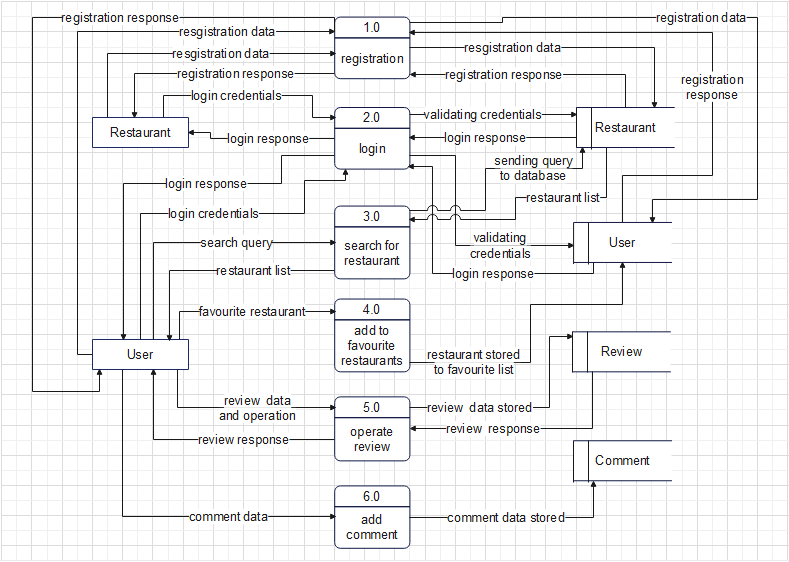 registration response
1.0
registration data
resgistration data
registration
resgistration data
resgistration data
registration response
registration response
registration
response
login credentials
2.0
validating credentials
Restaurant
Restaurant
login response
login response
login
sending query
to database
login response
restaurant list
login credentials
3.0
search query
search for
restaurant
validating
credentials
User
restaurant list
login response
favourite restaurant
4.0
add to
favourite
restaurants
User
restaurant stored
to favourite list
Review
review data
and operation
5.0
review data stored
review response
operate
review
review response
Comment
6.0
comment data
add
comment
comment data stored